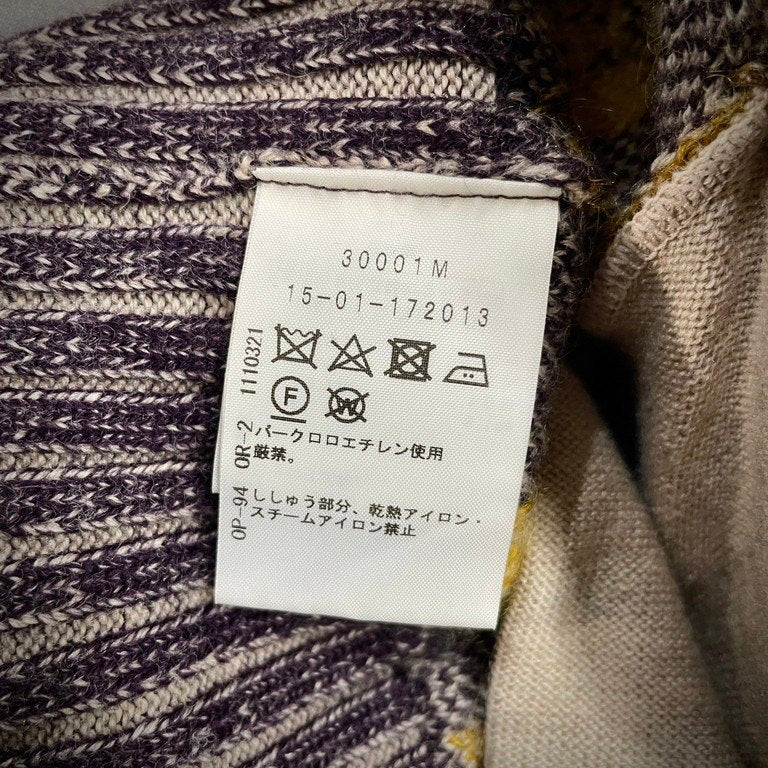 30001M
15-01-172013
1110321
F
W
OR-2
パークロロエチレン使用
厳禁。
OP-94
ししゅう部分、乾熱アイロン・
スチームアイロン禁止